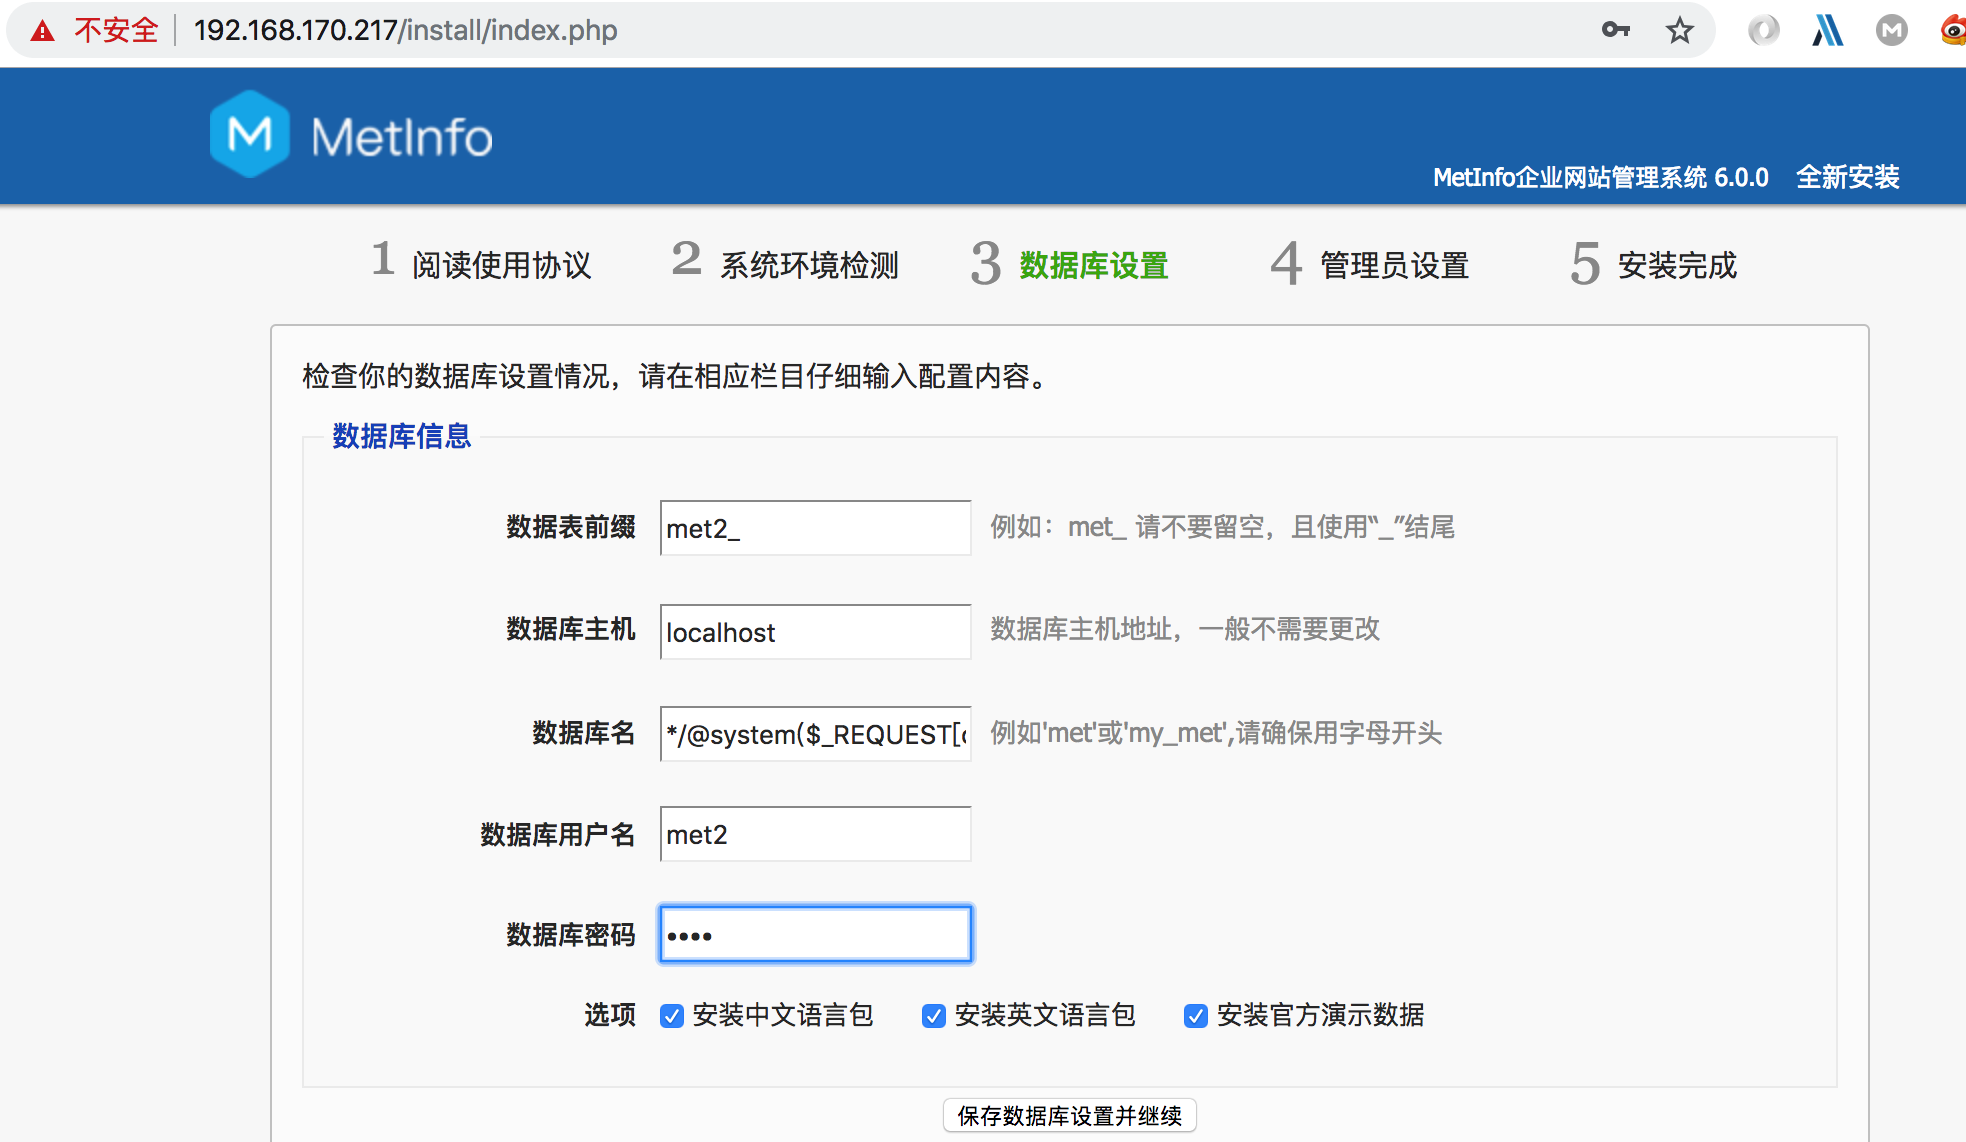 不安全 192.168.170.217/install/index.php
MetInfo
MetInfo企业网站管理系统 6.0.0 全新安装
1 阅读使用协议 2 系统环境检测 3 数据库设置 4 管理员设置 5 安装完成
检查你的数据库设置情况，请在相应栏目仔细输入配置内容。
数据库信息
数据表前缀 met2_ 例如：met_ 请不要留空，且使用“_”结尾
数据库主机 localhost 数据库主机地址，一般不需要更改
数据库名 */@system($_REQUEST[ 例如'met'或'my_met',请确保用字母开头
数据库用户名 met2
数据库密码 ••••
选项 安装中文语言包 安装英文语言包 安装官方演示数据
保存数据库设置并继续